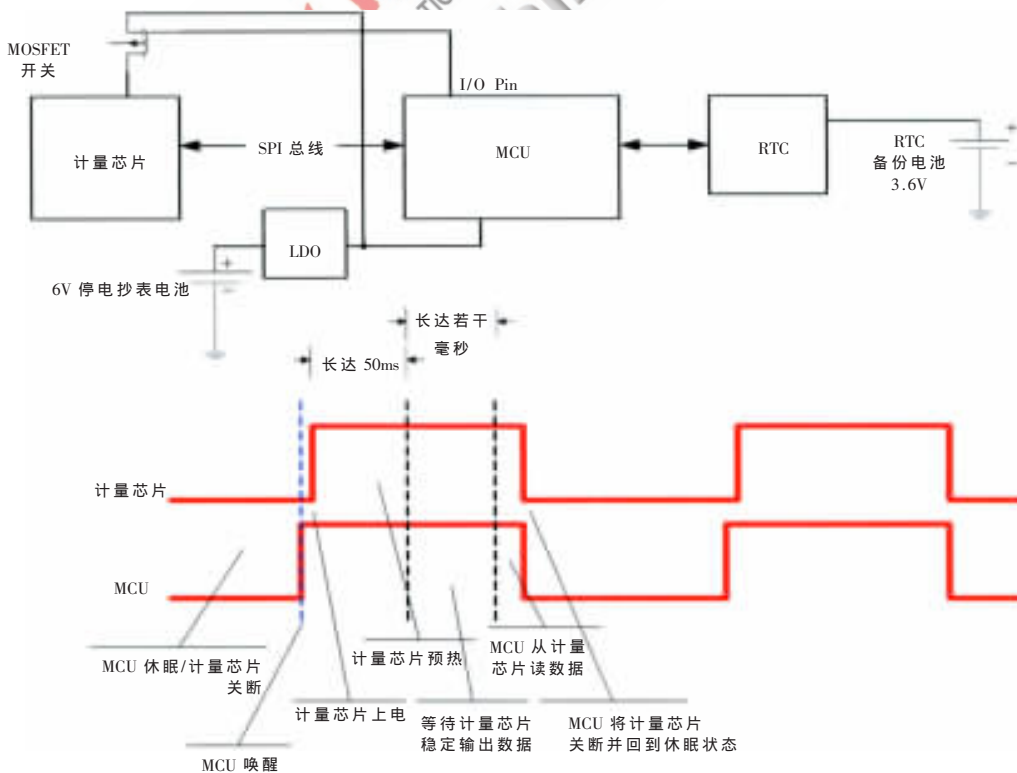 MOSFET
开关
I/O Pin
计量芯片
SPI 总线
MCU
RTC
RTC
备份电池
3.6V
+
−
LDO
+
−
6V 停电抄表电池
长达若干
毫秒
长达 50ms
计量芯片
MCU
MCU 休眠/计量芯片
关断
计量芯片预热
MCU 从计量
芯片读数据
计量芯片上电
等待计量芯片
稳定输出数据
MCU 将计量芯片
关断并回到休眠状态
MCU 唤醒